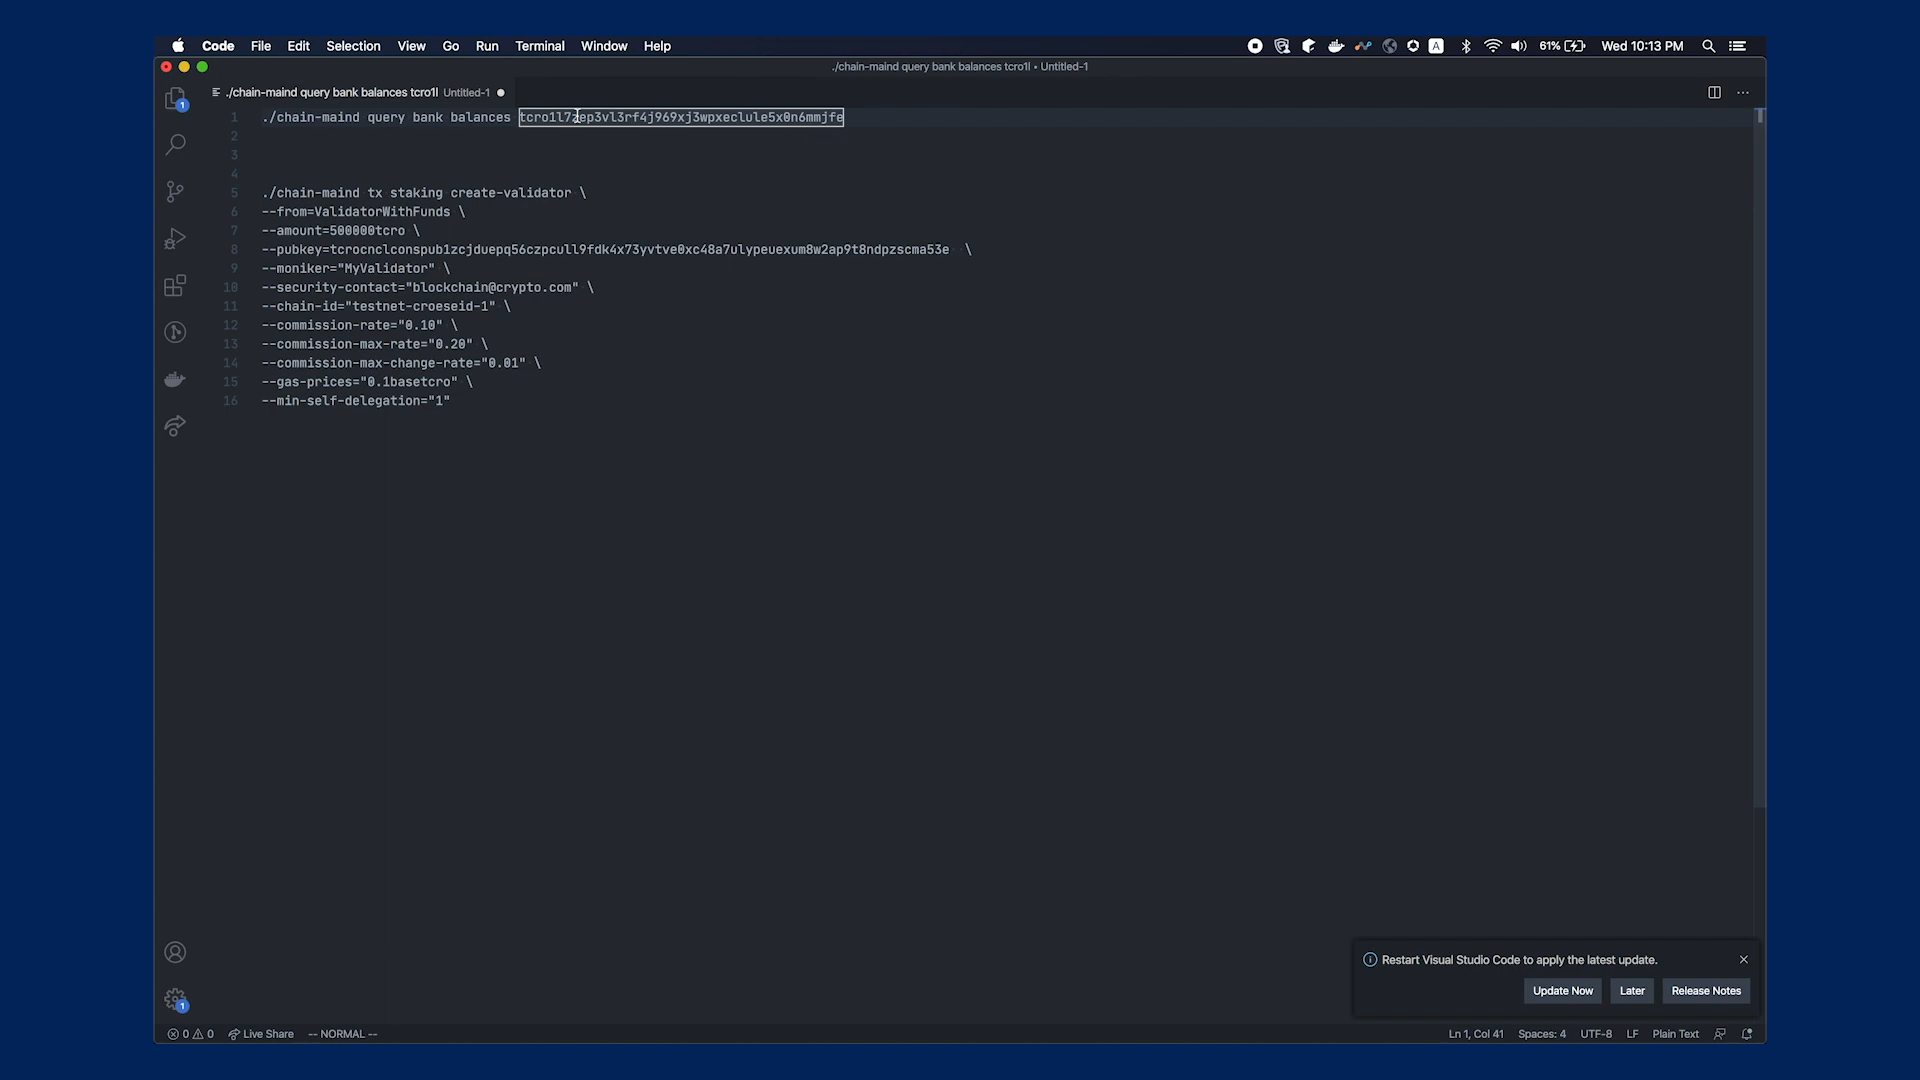 Code File Edit Selection View Go Run Terminal Window Help
A 61% Wed 10:13 PM
./chain-maind query bank balances tcro1l • Untitled-1
./chain-maind query bank balances tcro1l Untitled-1
1 ./chain-maind query bank balances tcro1l7zep3vl3rf4j969xj3wpxeclule5x0n6mmjfe
2
3
4
5 ./chain-maind tx staking create-validator \
6 --from=ValidatorWithFunds \
7 --amount=500000tcro \
8 --pubkey=tcrocnclconspub1zcjduepq56czpcull9fdk4x73yvtve0xc48a7ulypeuexum8w2ap9t8ndpzscma53e \
9 --moniker="MyValidator" \
10 --security-contact="blockchain@crypto.com" \
11 --chain-id="testnet-croeseid-1" \
12 --commission-rate="0.10" \
13 --commission-max-rate="0.20" \
14 --commission-max-change-rate="0.01" \
15 --gas-prices="0.1basetcro" \
16 --min-self-delegation="1"
1
1
Restart Visual Studio Code to apply the latest update.
Update Now Later Release Notes
0 0 Live Share -- NORMAL -- Ln 1, Col 41 Spaces: 4 UTF-8 LF Plain Text